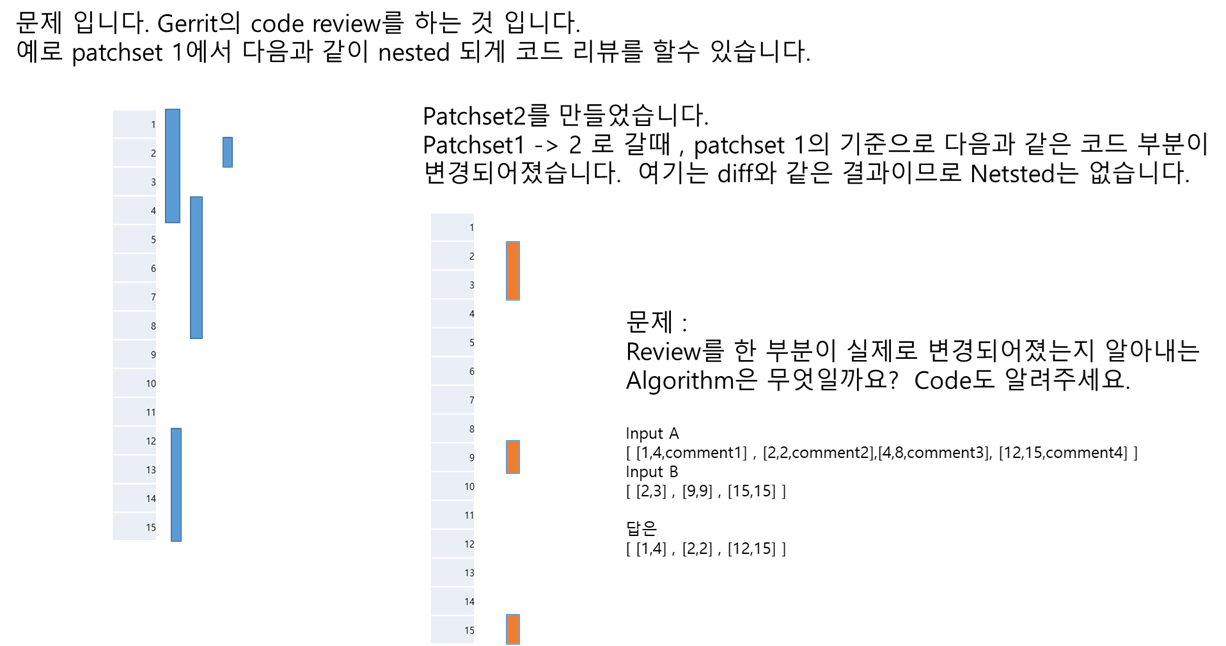 문제 입니다. Gerrit의 code review를 하는 것 입니다.
예로 patchset 1에서 다음과 같이 nested 되게 코드 리뷰를 할수 있습니다.
1
2
3
4
5
6
7
8
9
10
11
12
13
14
15
Patchset2를 만들었습니다.
Patchset1 -> 2 로 갈때 , patchset 1의 기준으로 다음과 같은 코드 부분이
변경되어졌습니다.  여기는 diff와 같은 결과이므로 Netsted는 없습니다.
1
2
3
4
5
6
7
8
9
10
11
12
13
14
15
문제 :
Review를 한 부분이 실제로 변경되어졌는지 알아내는
Algorithm은 무엇일까요?  Code도 알려주세요.
Input A
[ [1,4,comment1] , [2,2,comment2],[4,8,comment3], [12,15,comment4] ]
Input B
[ [2,3] , [9,9] , [15,15] ]
답은
[ [1,4] , [2,2] , [12,15] ]